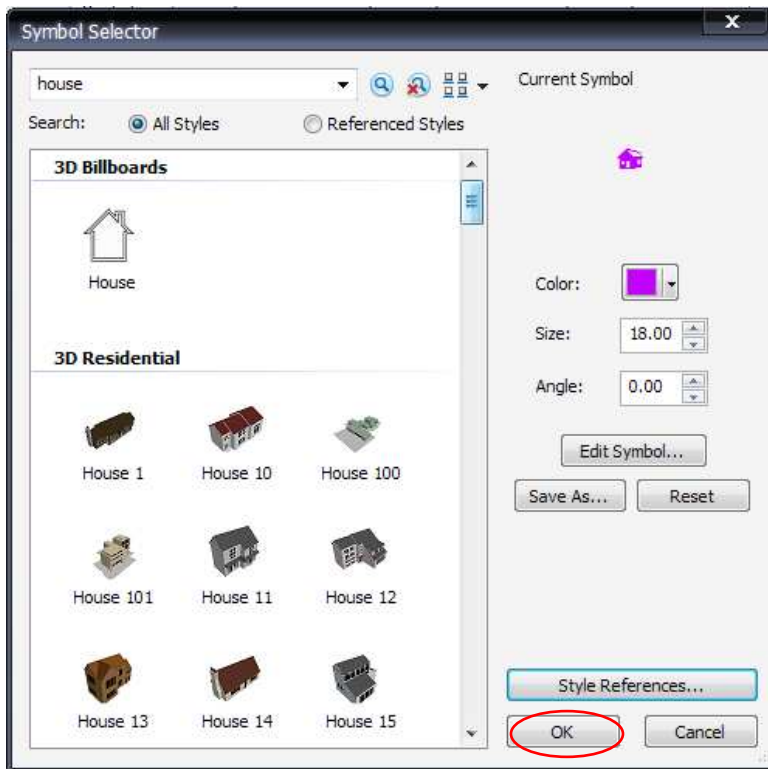 Symbol Selector
X
house
Current Symbol
Search: All Styles Referenced Styles
3D Billboards
House
Color:
Size: 18.00
3D Residential
Angle: 0.00
House 1 House 10 House 100
Edit Symbol...
Save As... Reset
House 101 House 11 House 12
House 13 House 14 House 15
Style References...
OK Cancel